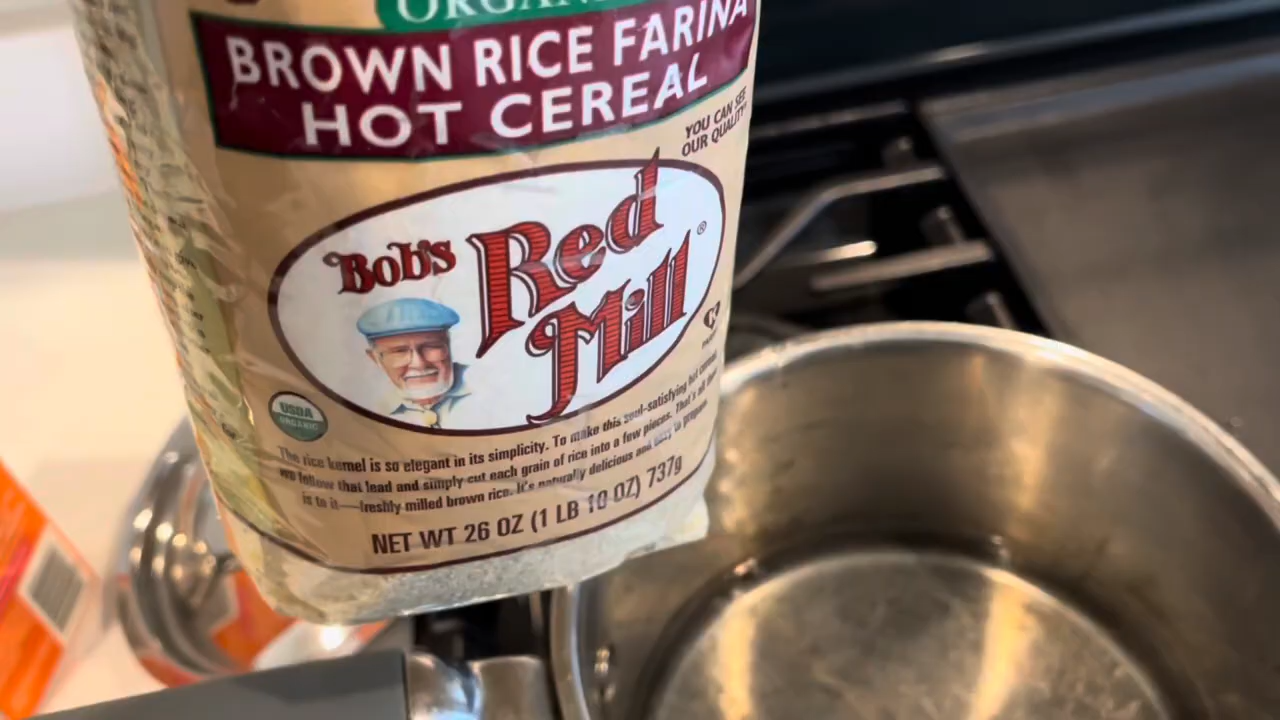 BROWN RICE FARINA
HOT CEREAL
YOU CAN SEE
OUR QUALITY
Bob's
Red
Mill
®
USDA
ORGANIC
The rice kernel is so elegant in its simplicity. To make this soul-satisfying hot cereal,
we follow that lead and simply cut each grain of rice into a few pieces. That's all there
is to it—freshly milled brown rice. It's naturally delicious and easy to prepare.
NET WT 26 OZ (1 LB 10 OZ) 737g